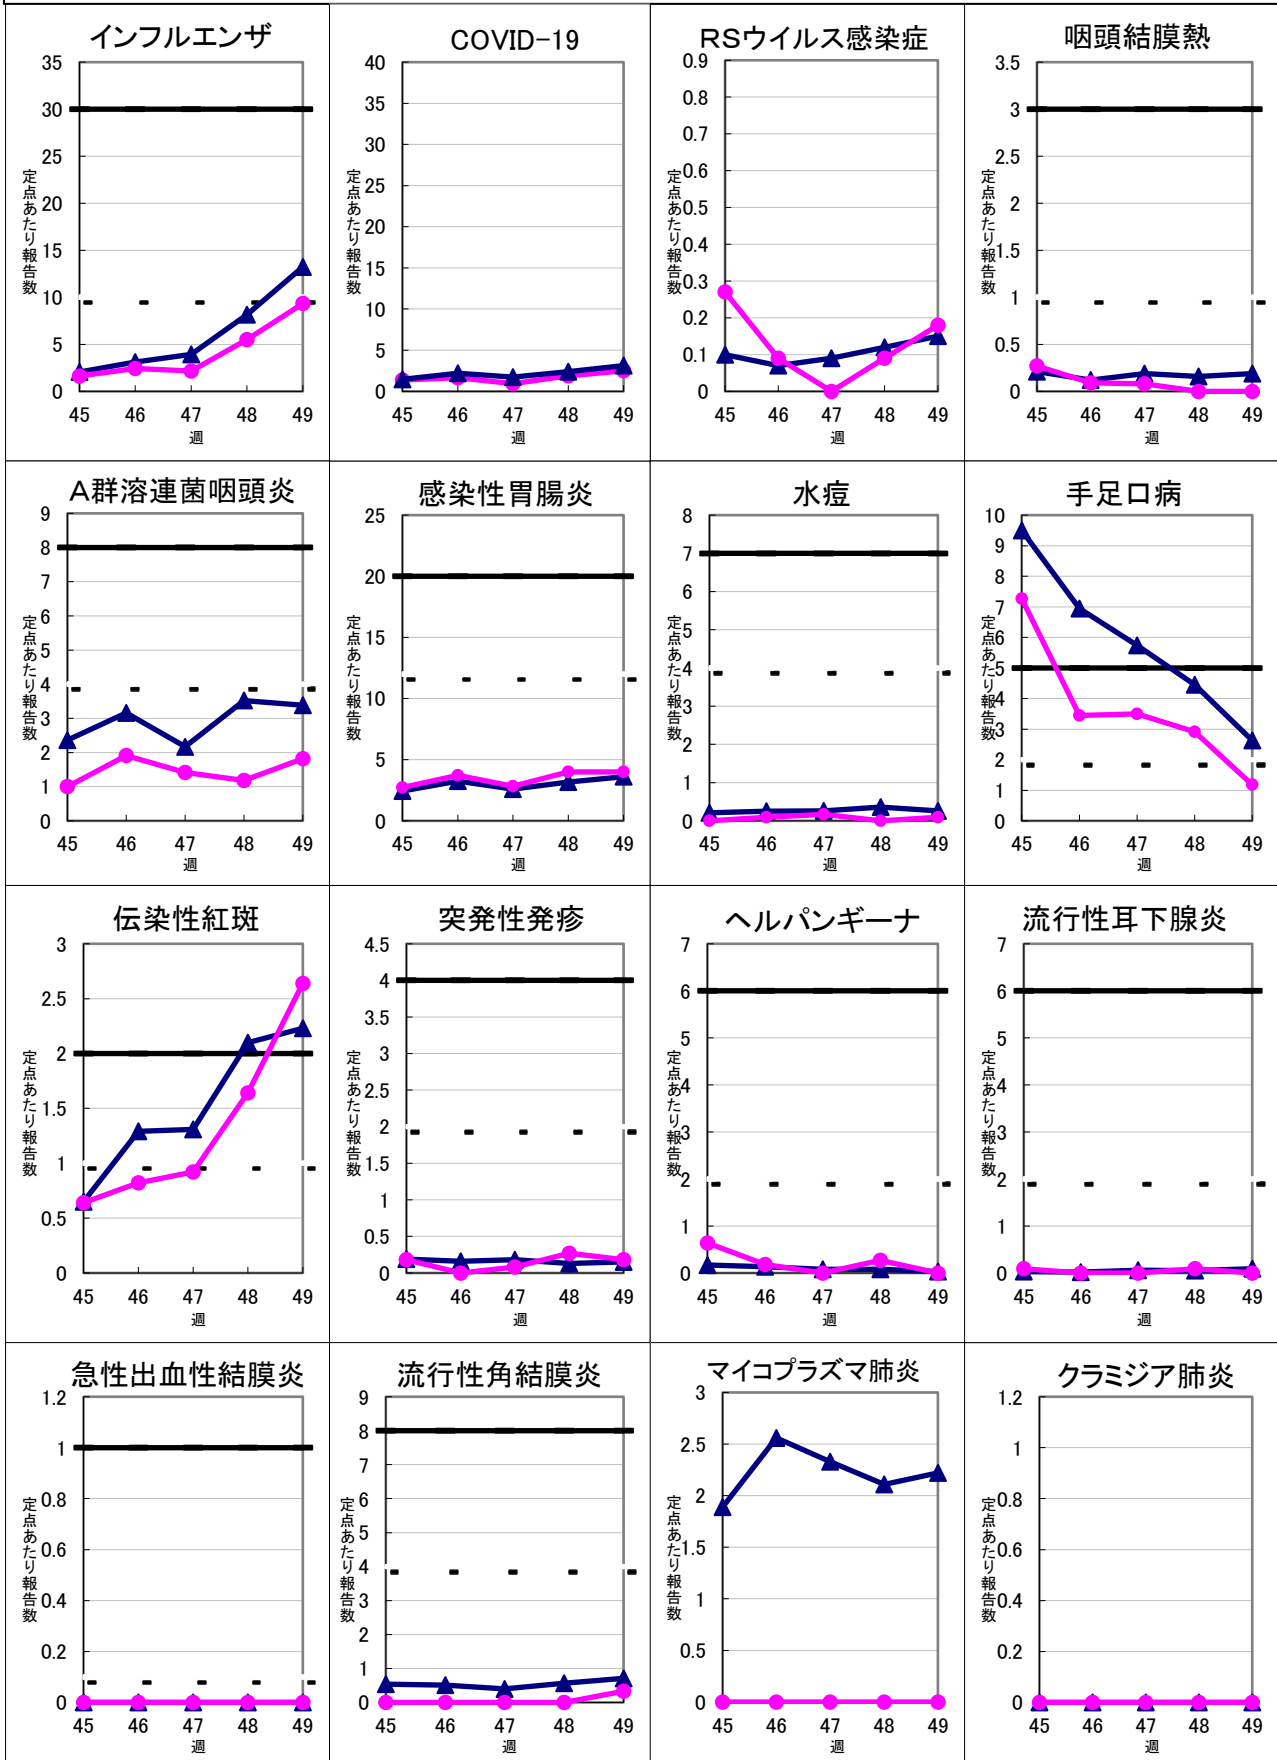 インフルエンザ
35
30
25
20
15
10
5
0
45 46 47 48 49
週
定点あたり報告数
COVID-19
40
35
30
25
20
15
10
5
0
45 46 47 48 49
週
定点あたり報告数
RSウイルス感染症
0.9
0.8
0.7
0.6
0.5
0.4
0.3
0.2
0.1
0
45 46 47 48 49
週
定点あたり報告数
咽頭結膜熱
3.5
3
2.5
2
1.5
1
0.5
0
45 46 47 48 49
週
定点あたり報告数
A群溶連菌咽頭炎
9
8
7
6
5
4
3
2
1
0
45 46 47 48 49
週
定点あたり報告数
感染性胃腸炎
25
20
15
10
5
0
45 46 47 48 49
週
定点あたり報告数
水痘
8
7
6
5
4
3
2
1
0
45 46 47 48 49
週
定点あたり報告数
手足口病
10
9
8
7
6
5
4
3
2
1
0
45 46 47 48 49
週
定点あたり報告数
伝染性紅斑
3
2.5
2
1.5
1
0.5
0
45 46 47 48 49
週
定点あたり報告数
突発性発疹
4.5
4
3.5
3
2.5
2
1.5
1
0.5
0
45 46 47 48 49
週
定点あたり報告数
ヘルパンギーナ
7
6
5
4
3
2
1
0
45 46 47 48 49
週
定点あたり報告数
流行性耳下腺炎
7
6
5
4
3
2
1
0
45 46 47 48 49
週
定点あたり報告数
急性出血性結膜炎
1.2
1
0.8
0.6
0.4
0.2
0
45 46 47 48 49
週
定点あたり報告数
流行性角結膜炎
9
8
7
6
5
4
3
2
1
0
45 46 47 48 49
週
定点あたり報告数
マイコプラズマ肺炎
3
2.5
2
1.5
1
0.5
0
45 46 47 48 49
週
定点あたり報告数
クラミジア肺炎
1.2
1
0.8
0.6
0.4
0.2
0
45 46 47 48 49
週
定点あたり報告数